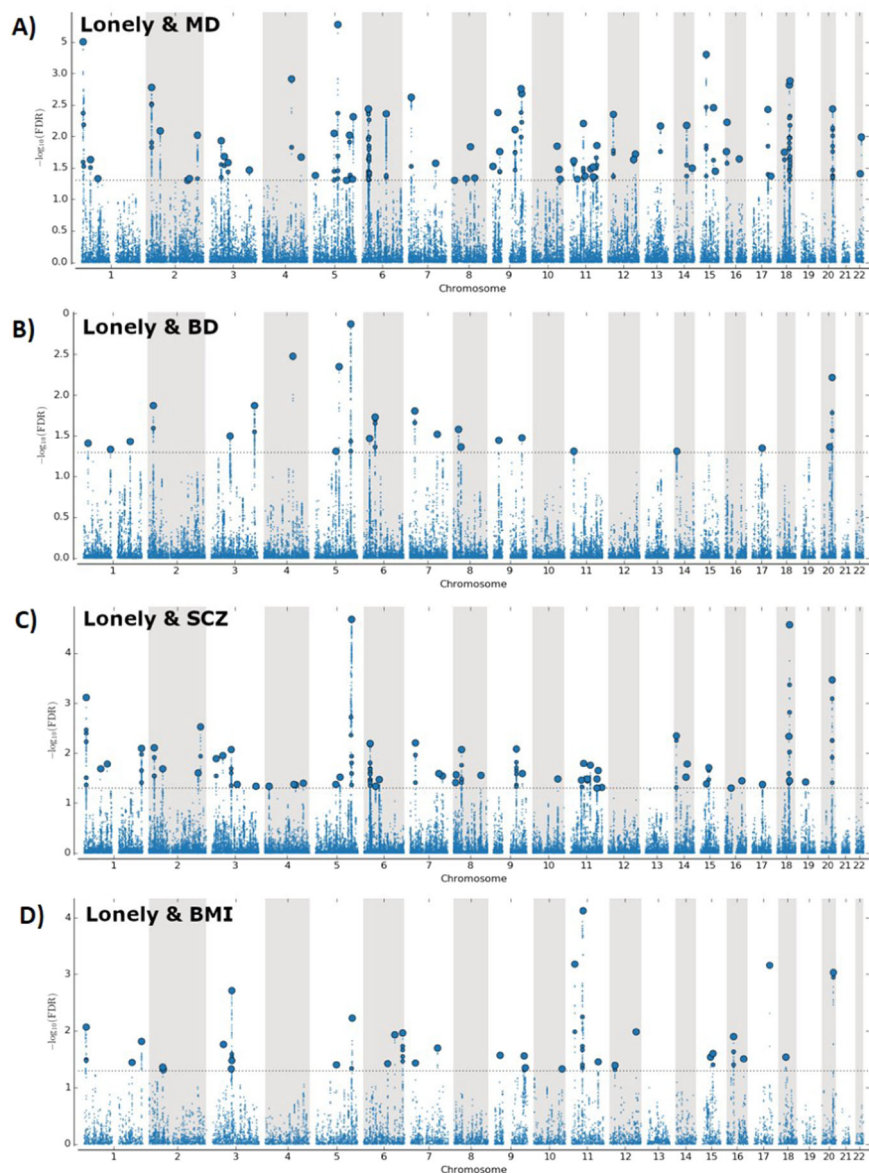 A)
Lonely & MD
5
3.0
2.5
2.0
1.5
1.0
0.5
0.0
−log₁₀(FDR)
1 2 3 4 5 6 7 8 9 10 11 12 13 14 15 16 17 18 19 20 21 22
Chromosome
B)
Lonely & BD
0
2.5
2.0
1.5
1.0
0.5
0.0
−log₁₀(FDR)
1 2 3 4 5 6 7 8 9 10 11 12 13 14 15 16 17 18 19 20 21 22
Chromosome
C)
Lonely & SCZ
4
3
2
1
0
−log₁₀(FDR)
1 2 3 4 5 6 7 8 9 10 11 12 13 14 15 16 17 18 19 20 21 22
Chromosome
D)
Lonely & BMI
4
3
2
1
0
−log₁₀(FDR)
1 2 3 4 5 6 7 8 9 10 11 12 13 14 15 16 17 18 19 20 21 22
Chromosome